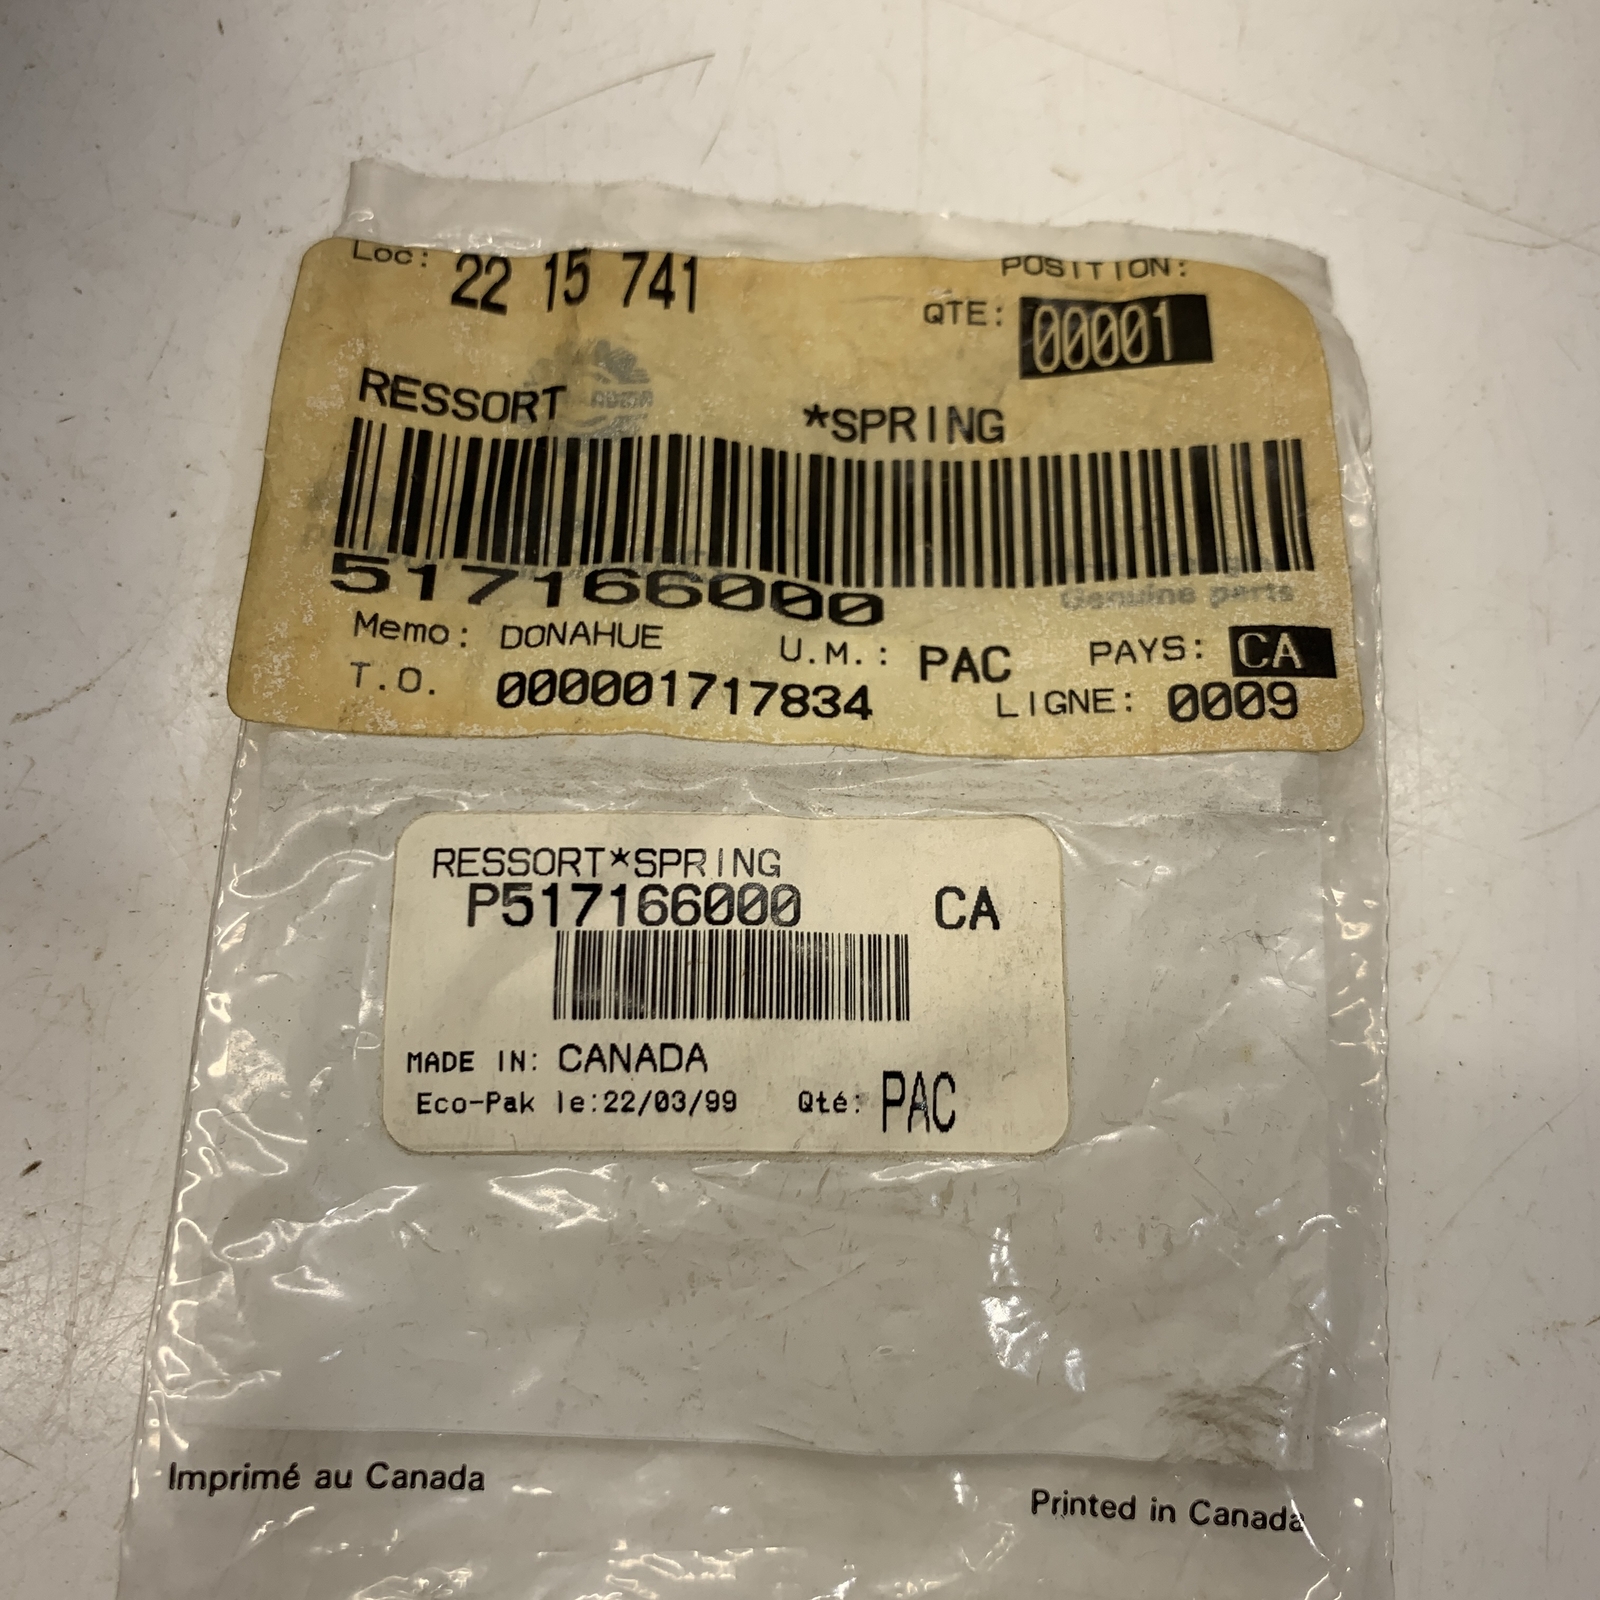 Loc: 22 15 741
POSITION:
QTE: 00001
RESSORT *SPRING
517166000
Genuine parts
Memo: DONAHUE U.M.: PAC PAYS: CA
T.O. 000001717834 LIGNE: 0009
RESSORT*SPRING
P517166000 CA
MADE IN: CANADA
Eco-Pak le:22/03/99 Qté: PAC
Imprimé au Canada
Printed in Canada